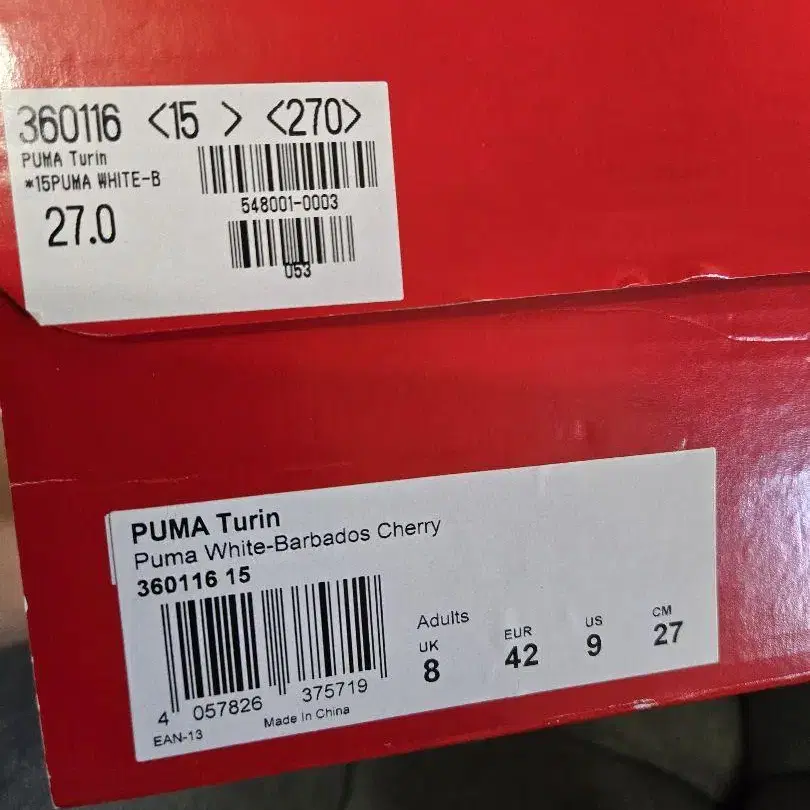 360116 <15 > <270>
PUMA Turin
*15PUMA WHITE-B
27.0
548001-0003
053
PUMA Turin
Puma White-Barbados Cherry
360116 15
4 057826 375719
EAN-13
Made In China
Adults
UK EUR US CM
8 42 9 27